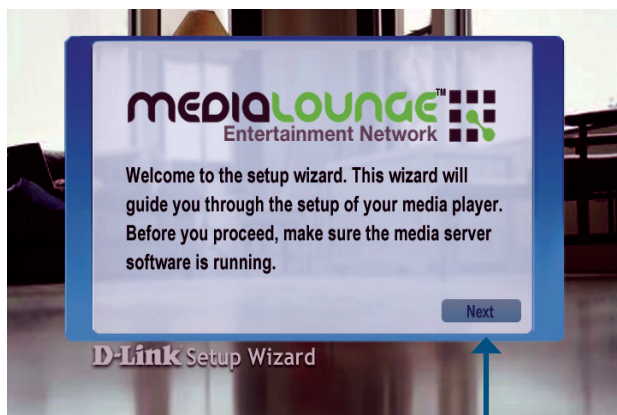 MEDIALOUNGE™
Entertainment Network
Welcome to the setup wizard. This wizard will
guide you through the setup of your media player.
Before you proceed, make sure the media server
software is running.
Next
D-Link Setup Wizard